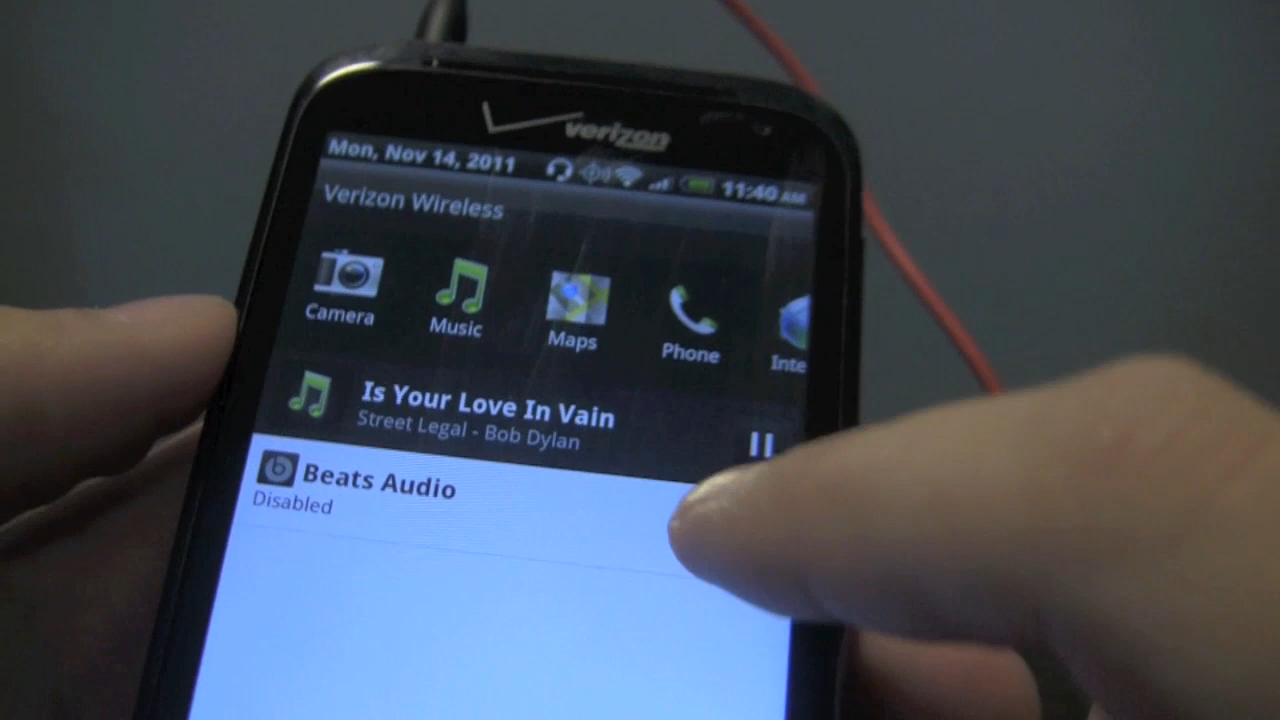 verizon
Mon, Nov 14, 2011 11:40 AM
Verizon Wireless
Camera Music Maps Phone Inte
Is Your Love In Vain
Street Legal - Bob Dylan
Beats Audio
Disabled